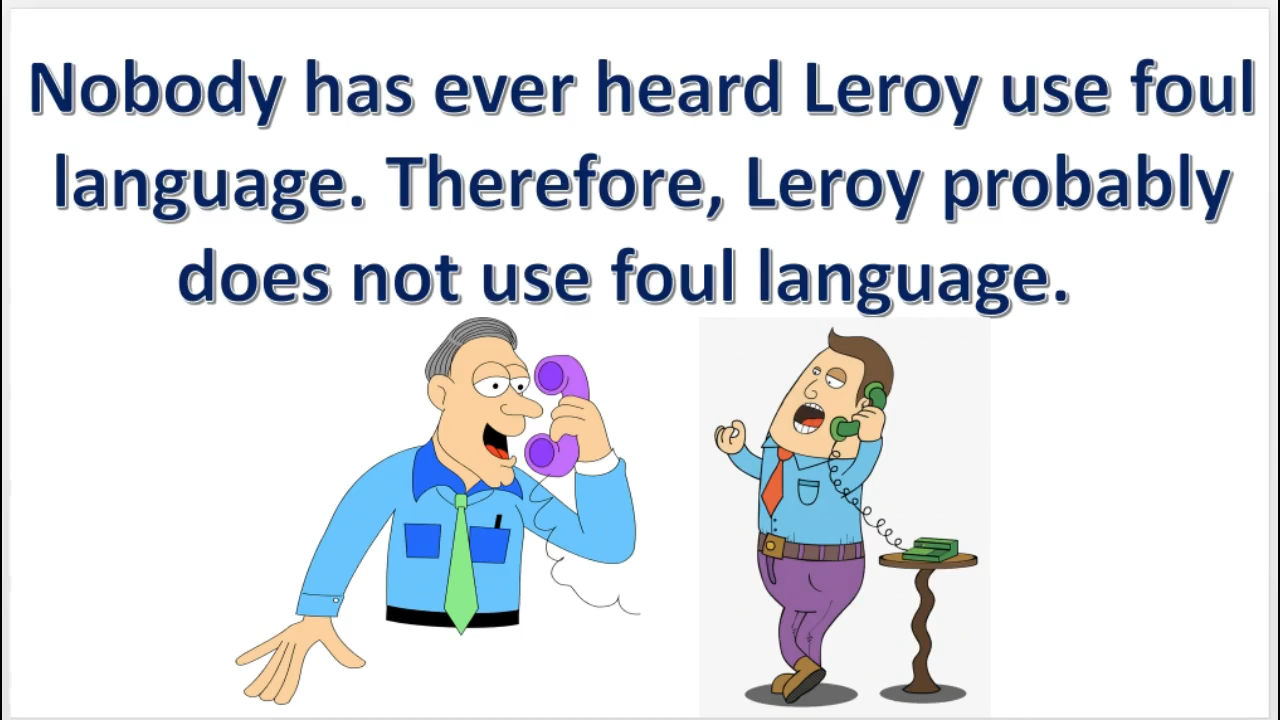 Nobody has ever heard Leroy use foul
language. Therefore, Leroy probably
does not use foul language.